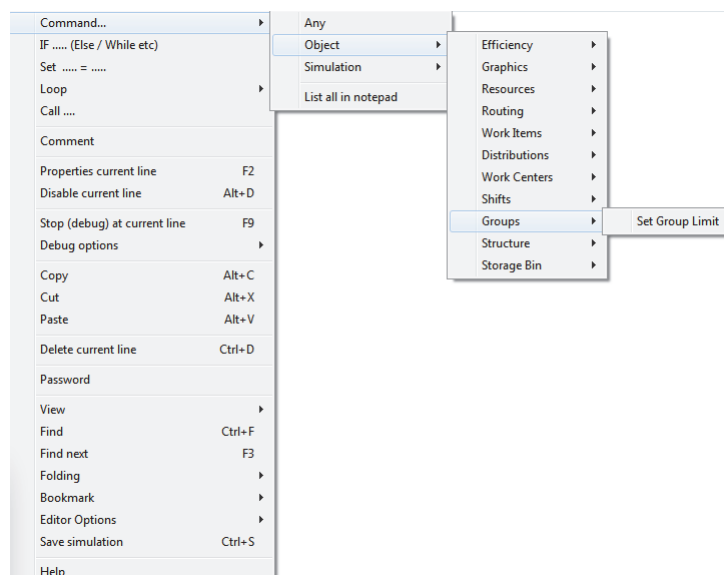 Command...
IF ..... (Else / While etc)
Set ..... = .....
Loop
Call ....
Comment
Properties current line F2
Disable current line Alt+D
Stop (debug) at current line F9
Debug options
Copy Alt+C
Cut Alt+X
Paste Alt+V
Delete current line Ctrl+D
Password
View
Find Ctrl+F
Find next F3
Folding
Bookmark
Editor Options
Save simulation Ctrl+S
Help
Any
Object
Simulation
List all in notepad
Efficiency
Graphics
Resources
Routing
Work Items
Distributions
Work Centers
Shifts
Groups
Structure
Storage Bin
Set Group Limit